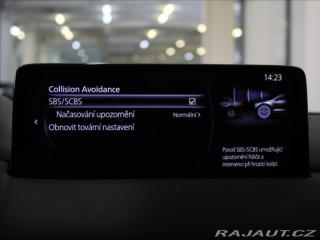 14:23
Collision Avoidance
SBS/SCBS
Načasování upozornění
Normální
Obnovit tovární nastavení
Povolí SBS/SCBS umožňující
upozornění řidiče a
intervenci při hrozící kolizi.
RAJAUT.CZ